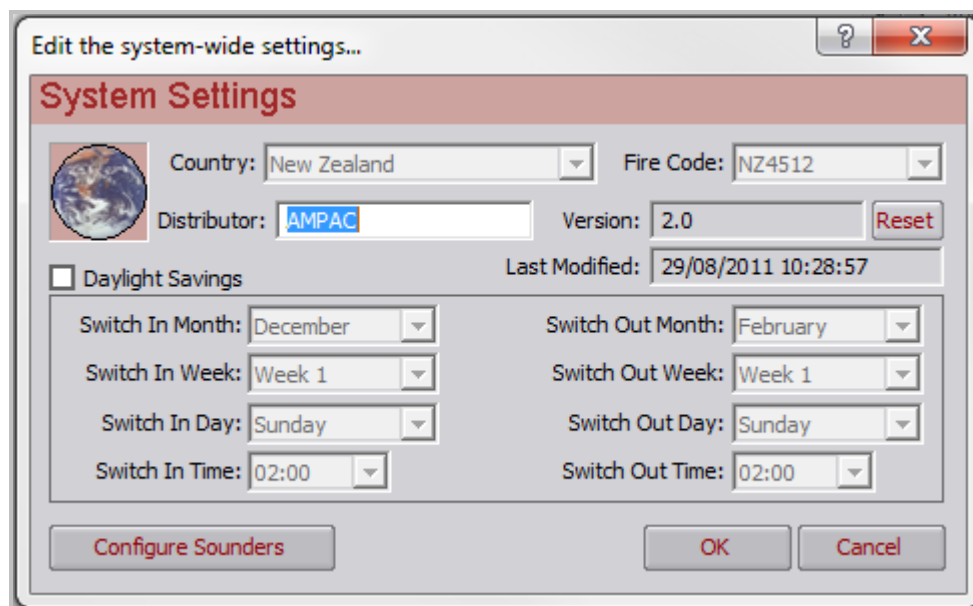 Edit the system-wide settings...
System Settings
Country: New Zealand Fire Code: NZ4512
Distributor: AMPAC Version: 2.0 Reset
Last Modified: 29/08/2011 10:28:57
Daylight Savings
Switch In Month: December Switch Out Month: February
Switch In Week: Week 1 Switch Out Week: Week 1
Switch In Day: Sunday Switch Out Day: Sunday
Switch In Time: 02:00 Switch Out Time: 02:00
Configure Sounders OK Cancel